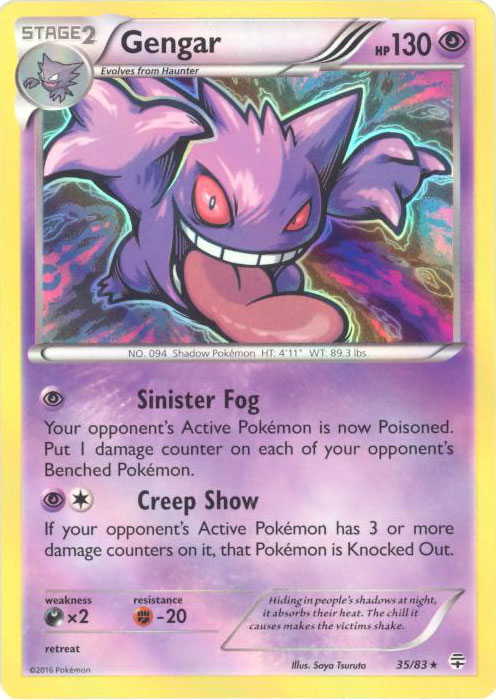 STAGE2
Gengar
HP130
Evolves from Haunter
NO. 094 Shadow Pokémon HT: 4'11" WT: 89.3 lbs.
Sinister Fog
Your opponent's Active Pokémon is now Poisoned.
Put 1 damage counter on each of your opponent's
Benched Pokémon.
Creep Show
If your opponent's Active Pokémon has 3 or more
damage counters on it, that Pokémon is Knocked Out.
weakness
×2
resistance
-20
retreat
Hiding in people's shadows at night,
it absorbs their heat. The chill it
causes makes the victims shake.
©2016 Pokémon
Illus. Saya Tsuruta
35/83★